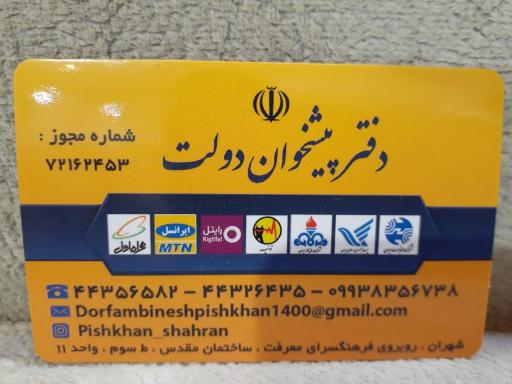 دفتر پیشخوان دولت
شماره مجوز :
۷۲۱۶۲۴۵۳
همراه اول
ایرانسل
MTN
رایتل
RighTel
۴۴۳۵۶۵۸۲ - ۴۴۳۲۶۴۳۵ - ۰۹۹۳۸۳۵۶۷۳۸
Dorfambineshpishkhan1400@gmail.com
Pishkhan_shahran
شهران ، روبروی فرهنگسرای معرفت ، ساختمان مقدس ، ط سوم ، واحد ۱۱